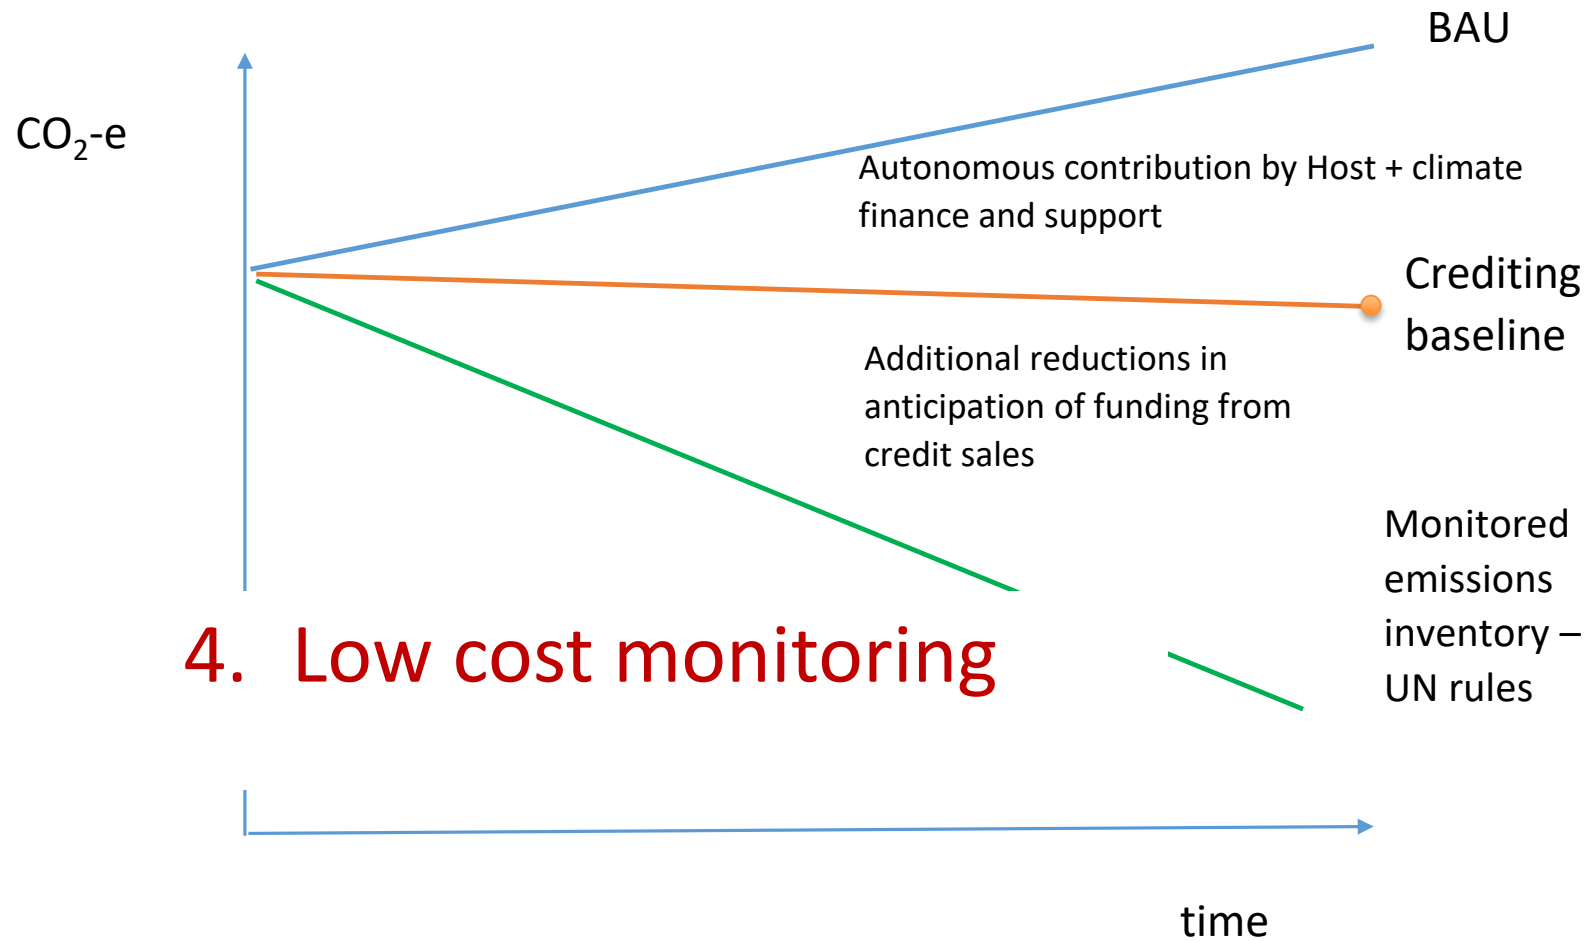 BAU
CO₂-e
Autonomous contribution by Host + climate
finance and support
Crediting
baseline
Additional reductions in
anticipation of funding from
credit sales
Monitored
emissions
inventory –
UN rules
4. Low cost monitoring
time